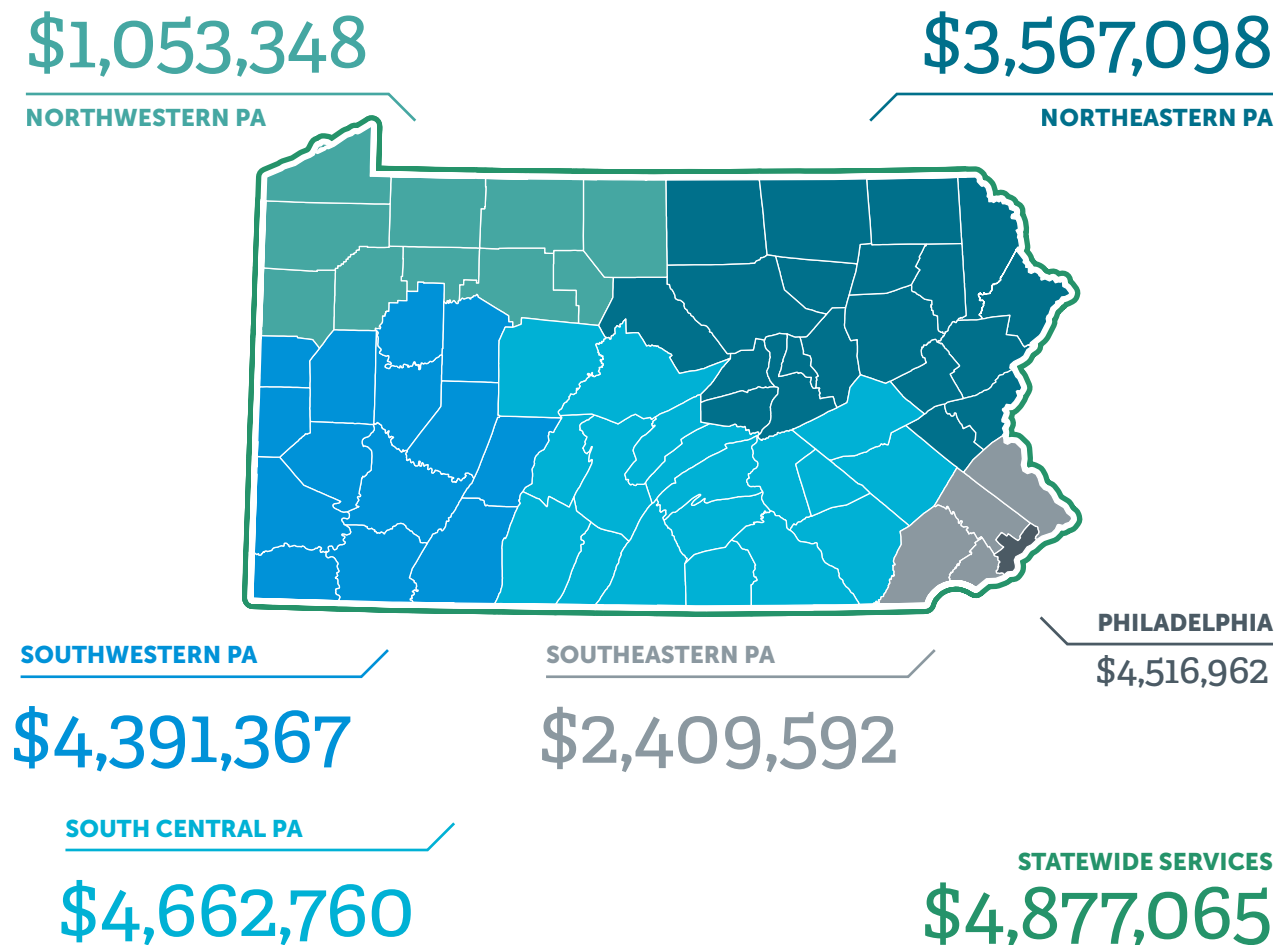 $1,053,348
NORTHWESTERN PA
$3,567,098
NORTHEASTERN PA
PHILADELPHIA
$4,516,962
SOUTHWESTERN PA
$4,391,367
SOUTHEASTERN PA
$2,409,592
SOUTH CENTRAL PA
$4,662,760
STATEWIDE SERVICES
$4,877,065